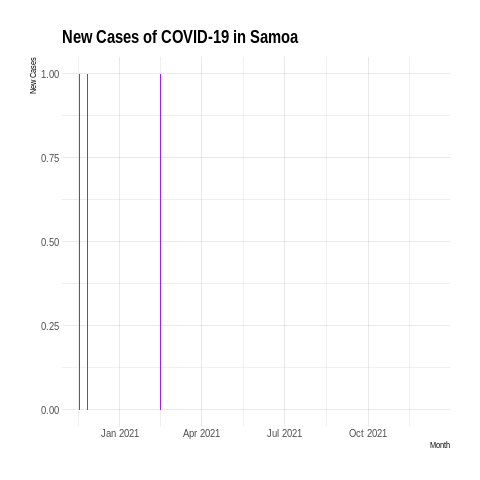 New Cases of COVID-19 in Samoa
New Cases
1.00
0.75
0.50
0.25
0.00
Jan 2021 Apr 2021 Jul 2021 Oct 2021
Month